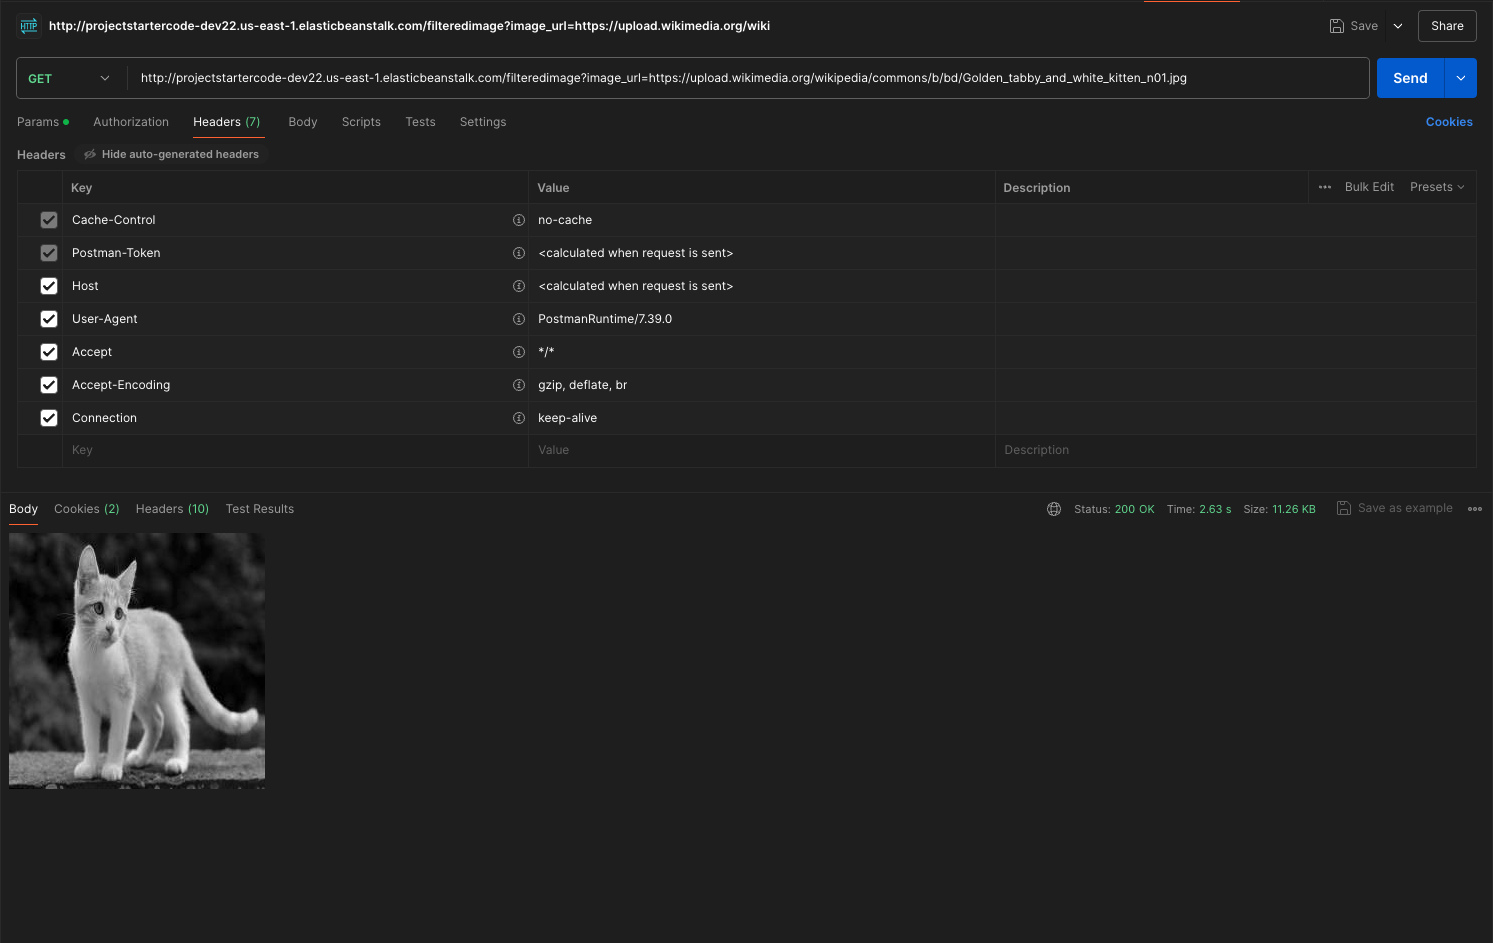 HTTP http://projectstartercode-dev22.us-east-1.elasticbeanstalk.com/filteredimage?image_url=https://upload.wikimedia.org/wiki Save Share
GET http://projectstartercode-dev22.us-east-1.elasticbeanstalk.com/filteredimage?image_url=https://upload.wikimedia.org/wikipedia/commons/b/bd/Golden_tabby_and_white_kitten_n01.jpg Send
Params Authorization Headers (7) Body Scripts Tests Settings Cookies
Headers Hide auto-generated headers
Key Value Description Bulk Edit Presets
Cache-Control no-cache
Postman-Token <calculated when request is sent>
Host <calculated when request is sent>
User-Agent PostmanRuntime/7.39.0
Accept */*
Accept-Encoding gzip, deflate, br
Connection keep-alive
Key Value Description
Body Cookies (2) Headers (10) Test Results Status: 200 OK Time: 2.63 s Size: 11.26 KB Save as example